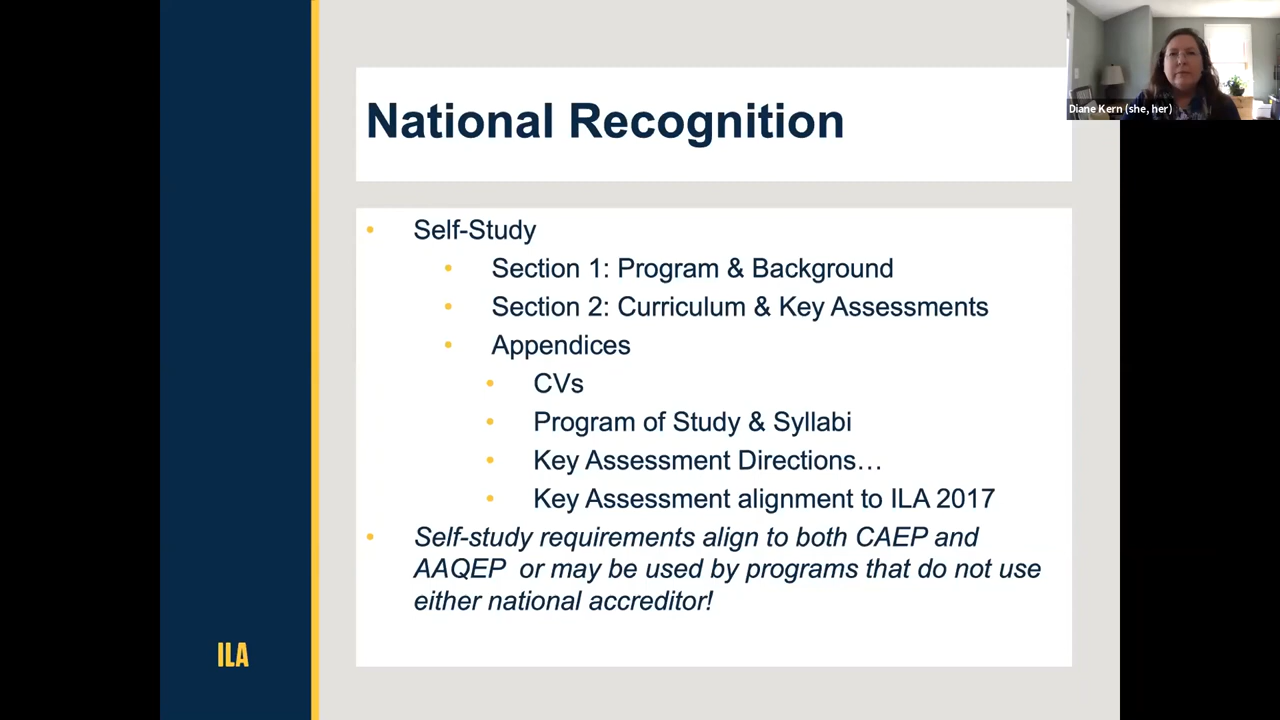 National Recognition
Diane Kern (she, her)
• Self-Study
• Section 1: Program & Background
• Section 2: Curriculum & Key Assessments
• Appendices
• CVs
• Program of Study & Syllabi
• Key Assessment Directions…
• Key Assessment alignment to ILA 2017
• Self-study requirements align to both CAEP and
AAQEP or may be used by programs that do not use
either national accreditor!
ILA